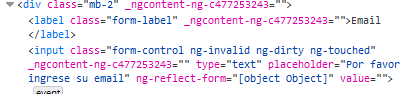 <div class="mb-2" _ngcontent-ng-c477253243="">
<label class="form-label" _ngcontent-ng-c477253243="">Email
</label>
<input class="form-control ng-invalid ng-dirty ng-touched"
_ngcontent-ng-c477253243="" type="text" placeholder="Por favor
ingrese su email" ng-reflect-form="[object Object]" value="">
event